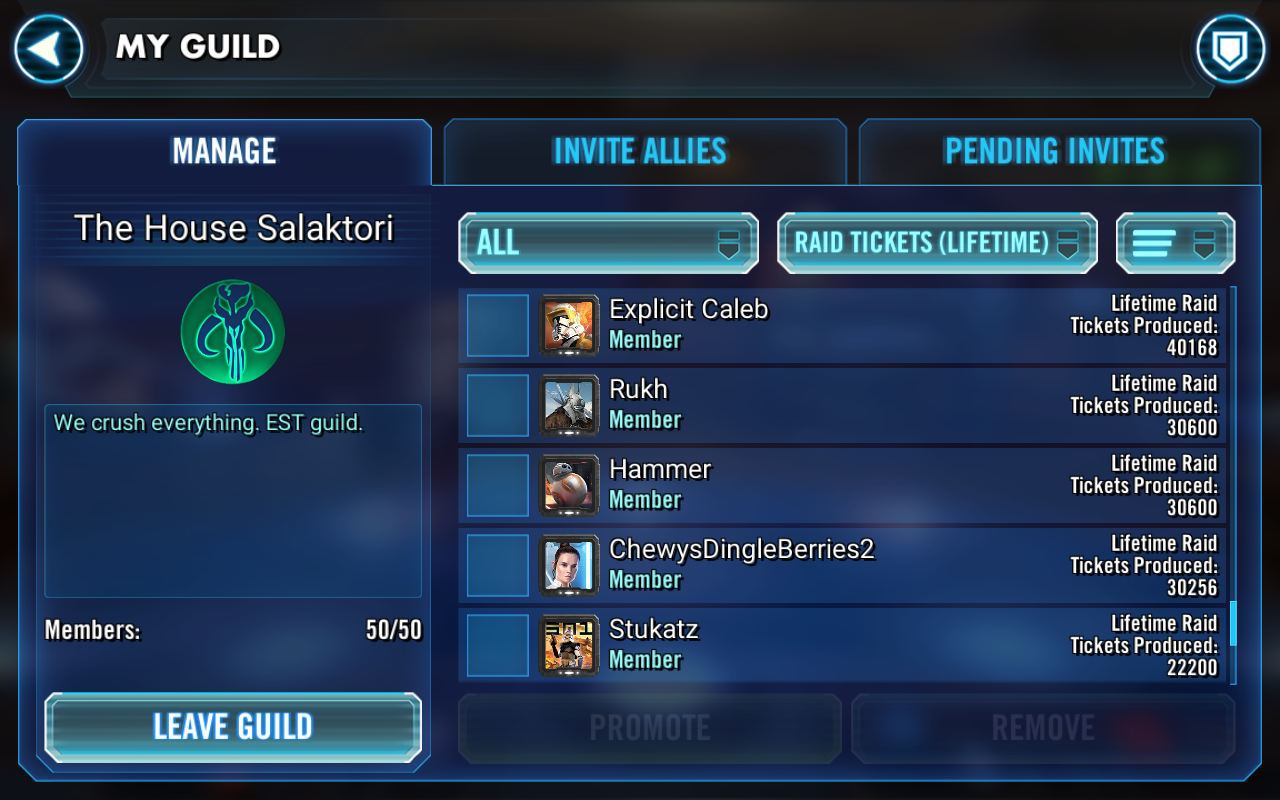 MY GUILD
MANAGE
INVITE ALLIES
PENDING INVITES
The House Salaktori
We crush everything. EST guild.
Members:
50/50
LEAVE GUILD
ALL
RAID TICKETS (LIFETIME)
Explicit Caleb
Member
Lifetime Raid
Tickets Produced:
40168
Rukh
Member
Lifetime Raid
Tickets Produced:
30600
Hammer
Member
Lifetime Raid
Tickets Produced:
30600
ChewysDingleBerries2
Member
Lifetime Raid
Tickets Produced:
30256
Stukatz
Member
Lifetime Raid
Tickets Produced:
22200
PROMOTE
REMOVE